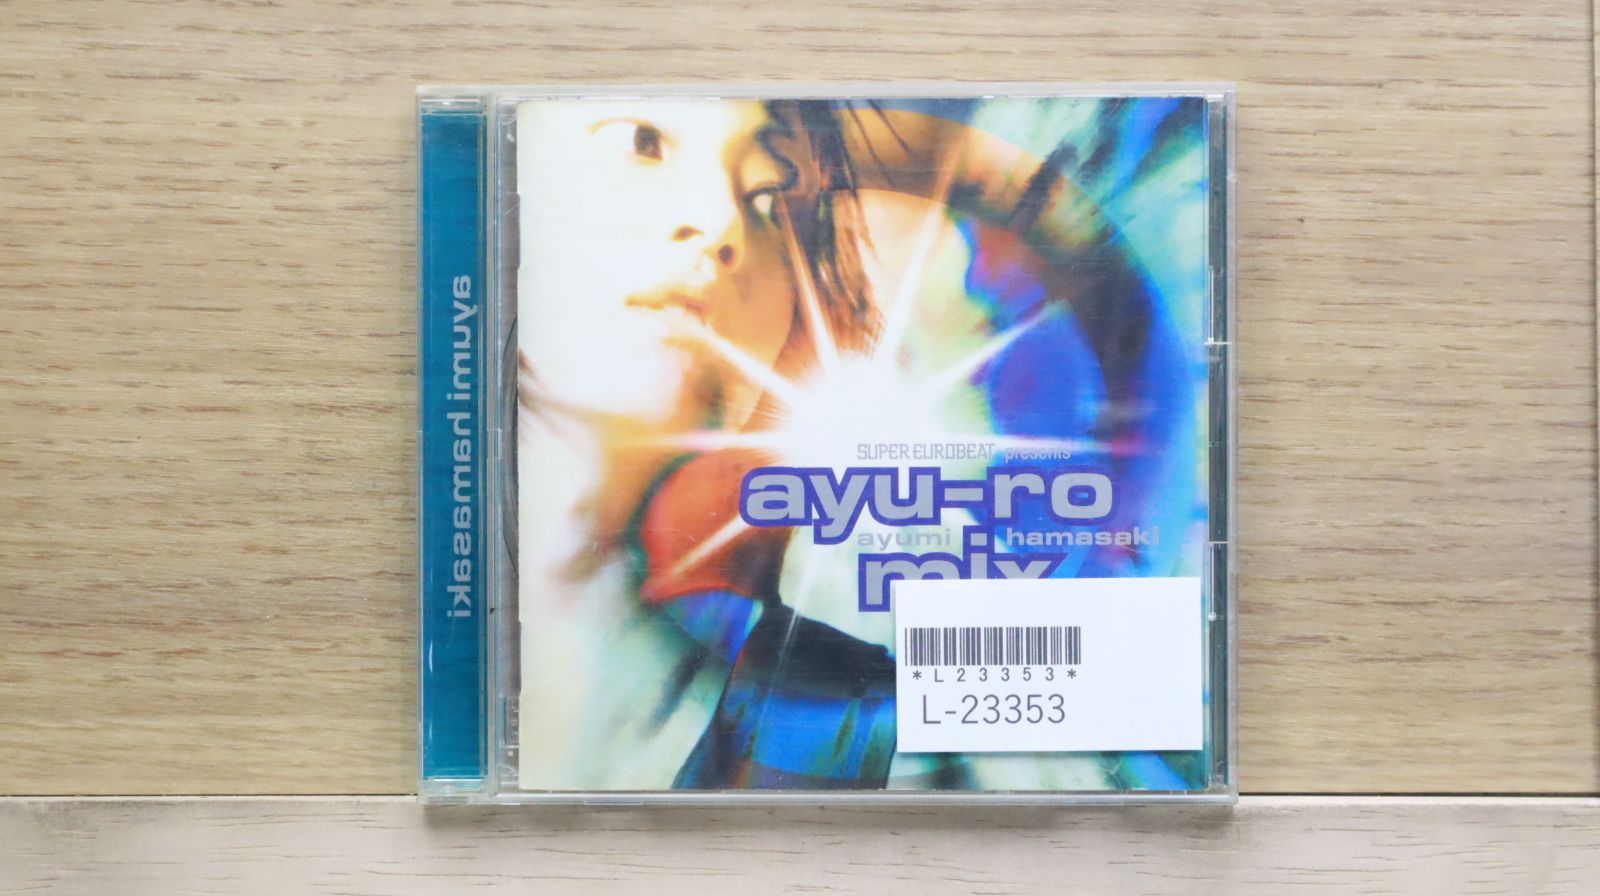 ayumi hamasaki
SUPER EUROBEAT presents
ayu-ro
ayumi hamasaki
mix
*L23353*
L-23353